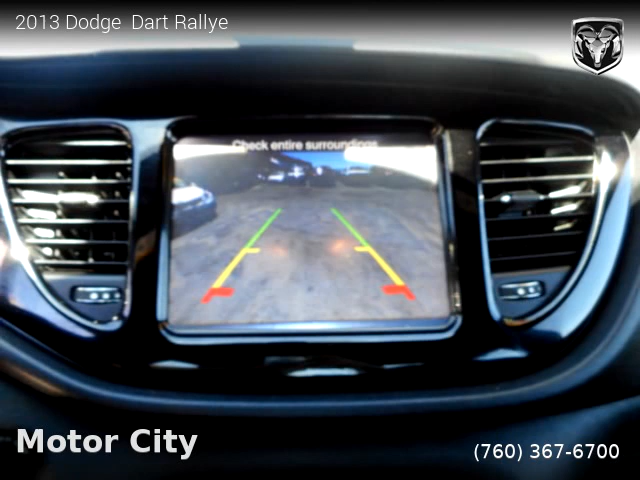 2013 Dodge  Dart Rallye
Check entire surroundings
Motor City
(760) 367-6700